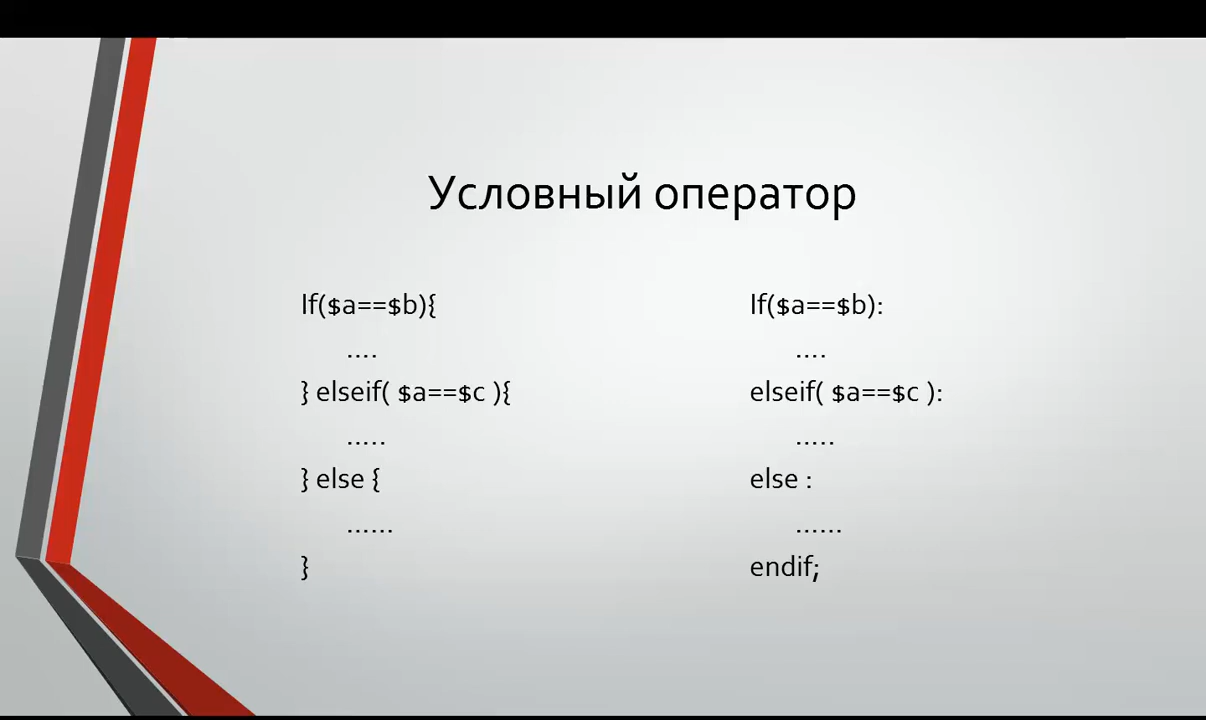 Условный оператор
If($a==$b){
....
} elseif( $a==$c ){
.....
} else {
......
}
If($a==$b):
....
elseif( $a==$c ):
.....
else :
......
endif;